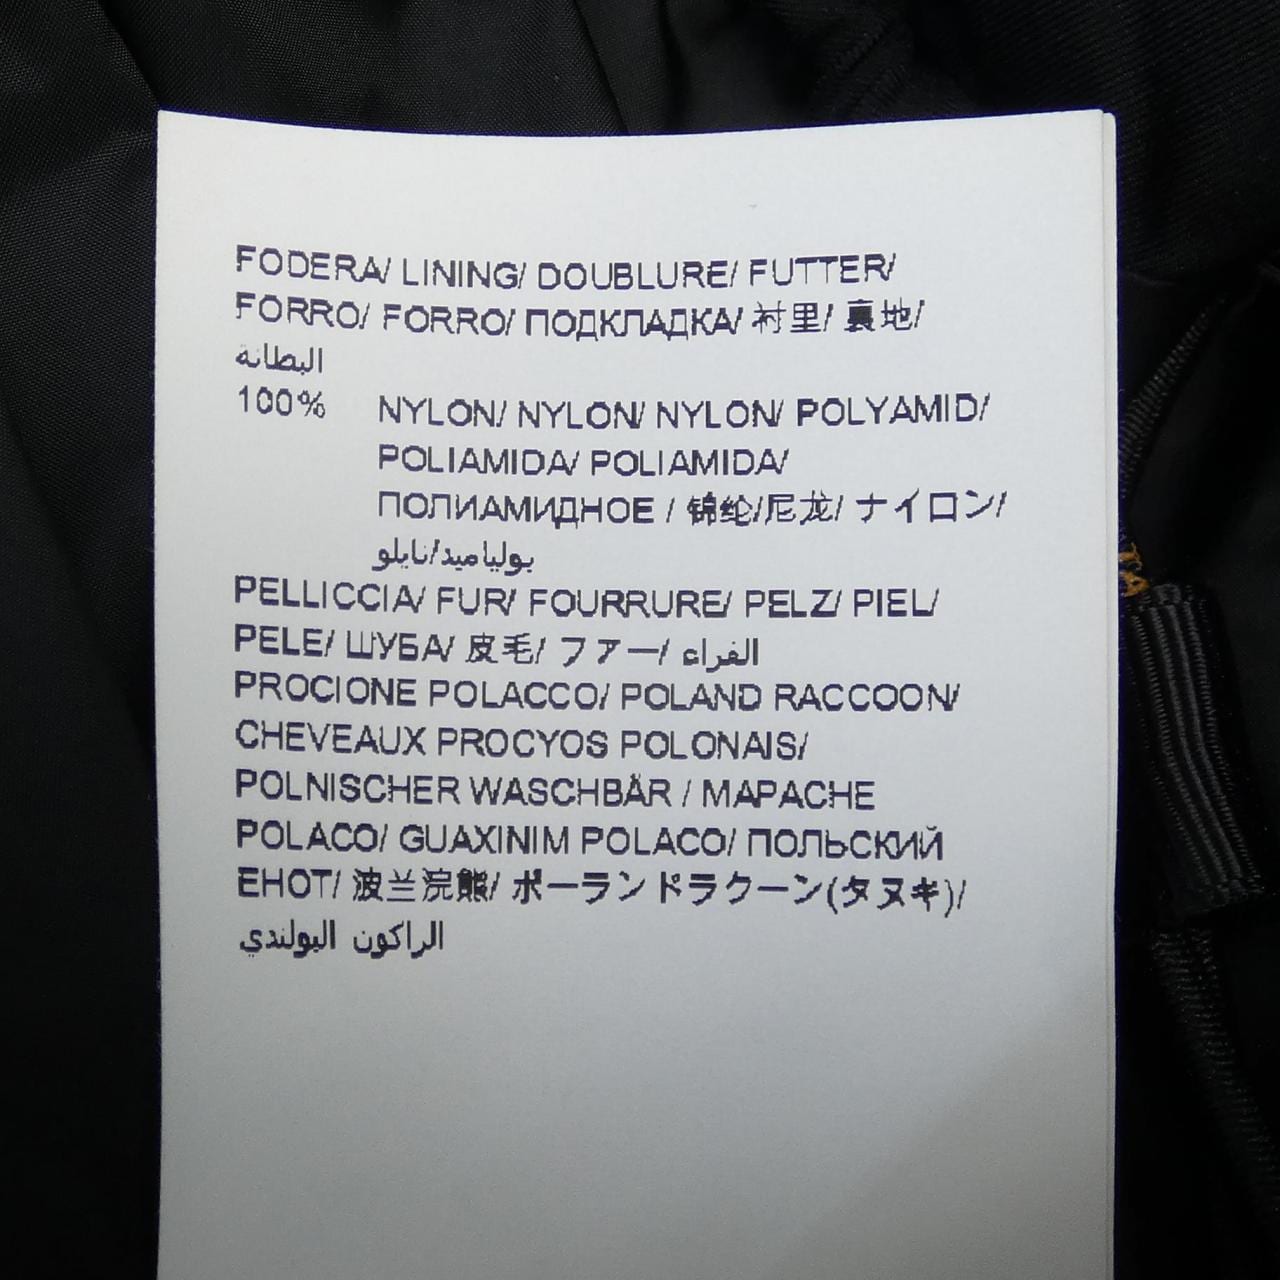 FODERA/ LINING/ DOUBLURE/ FUTTER/
FORRO/ FORRO/ ПОДКЛАДКА/ 衬里/ 裏地/
البطانة
100% NYLON/ NYLON/ NYLON/ POLYAMID/
POLIAMIDA/ POLIAMIDA/
ПОЛИАМИДНОЕ / 锦纶/尼龙/ ナイロン/
بولياميد/نايلو
PELLICCIA/ FUR/ FOURRURE/ PELZ/ PIEL/
PELE/ ШУБА/ 皮毛/ ファー/ الفراء
PROCIONE POLACCO/ POLAND RACCOON/
CHEVEAUX PROCYOS POLONAIS/
POLNISCHER WASCHBÄR / MAPACHE
POLACO/ GUAXINIM POLACO/ ПОЛЬСКИЙ
ЕНОТ/ 波兰浣熊/ ポーランドラクーン(タヌキ)/
الراكون البولندي